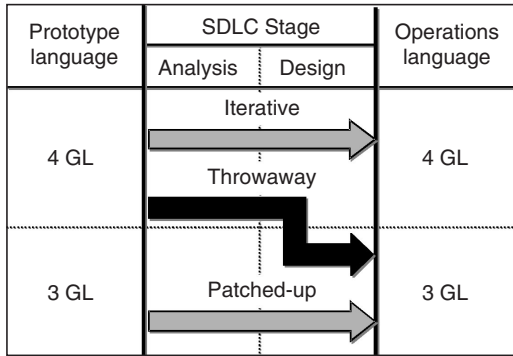 Prototype
language
SDLC Stage
Analysis
Design
Operations
language
4 GL
Iterative
Throwaway
4 GL
3 GL
Patched-up
3 GL